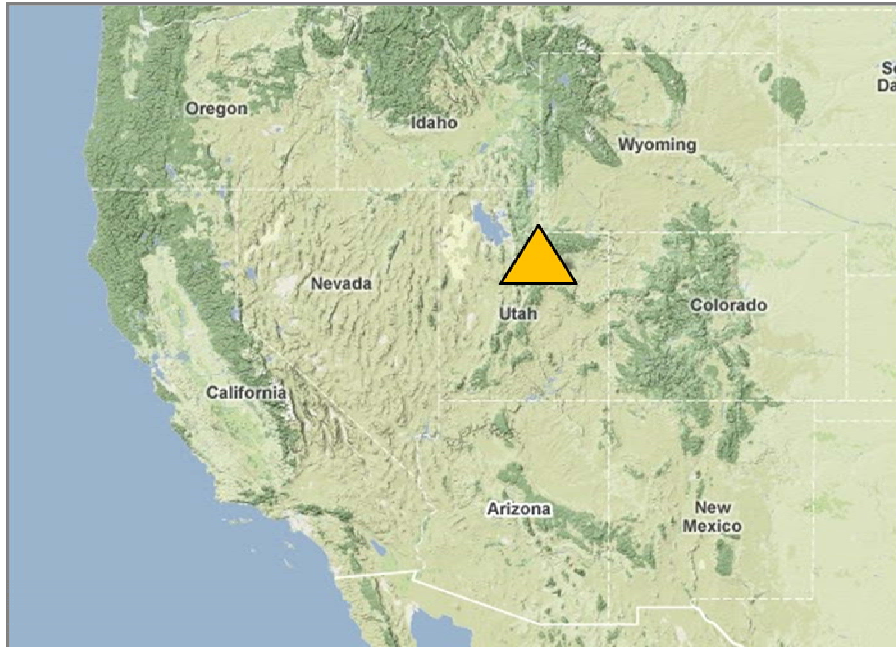 Oregon
Idaho
Wyoming
Nevada
Utah
Colorado
California
Arizona
New
Mexico